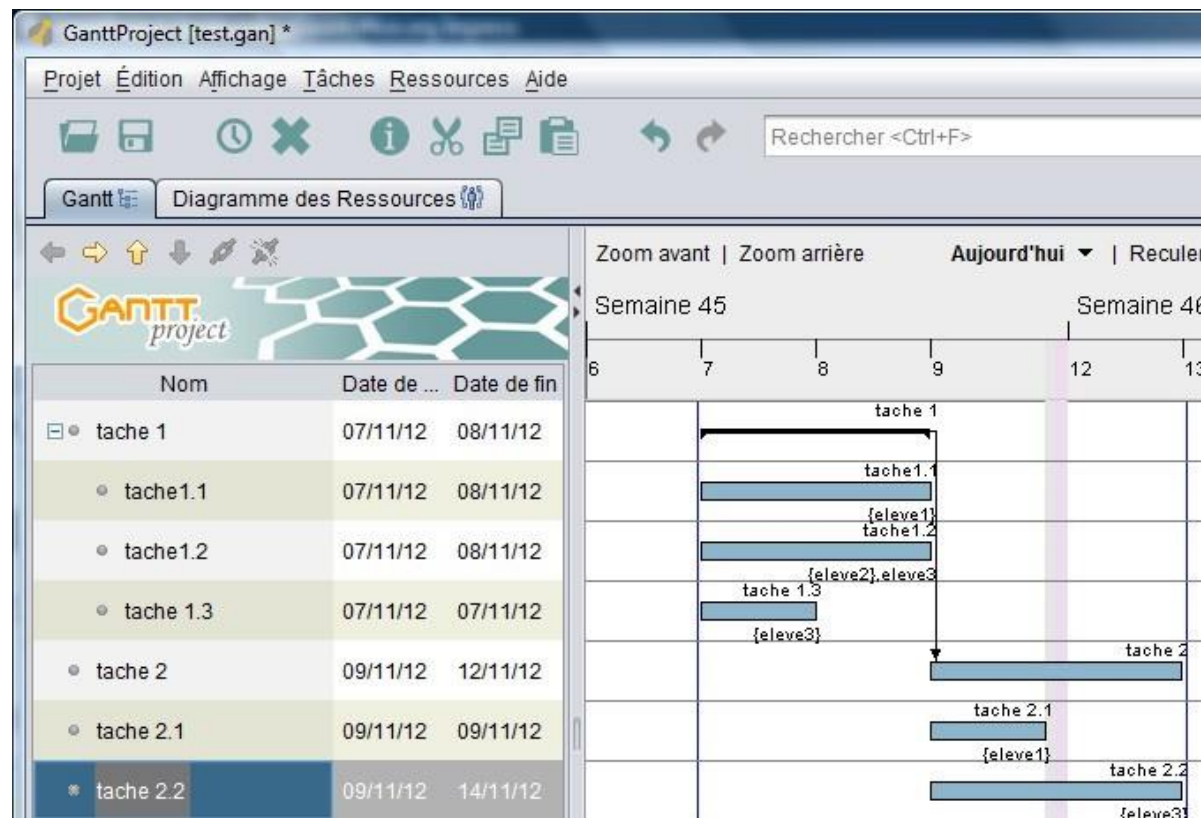 GanttProject [test.gan] *
Projet Édition Affichage Tâches Ressources Aide
Rechercher <Ctrl+F>
Gantt Diagramme des Ressources
Zoom avant | Zoom arrière Aujourd'hui | Reculer
GANTT project
Semaine 45 Semaine 46
6 7 8 9 12 13
Nom Date de ... Date de fin
tache 1 07/11/12 08/11/12
tache 1
tache1.1 07/11/12 08/11/12
tache1.1
{eleve1}
tache1.2 07/11/12 08/11/12
tache1.2
{eleve2},eleve3
tache 1.3 07/11/12 07/11/12
tache 1.3
{eleve3}
tache 2 09/11/12 12/11/12
tache 2
tache 2.1 09/11/12 09/11/12
tache 2.1
{eleve1}
tache 2.2 09/11/12 14/11/12
tache 2.2
{eleve3}